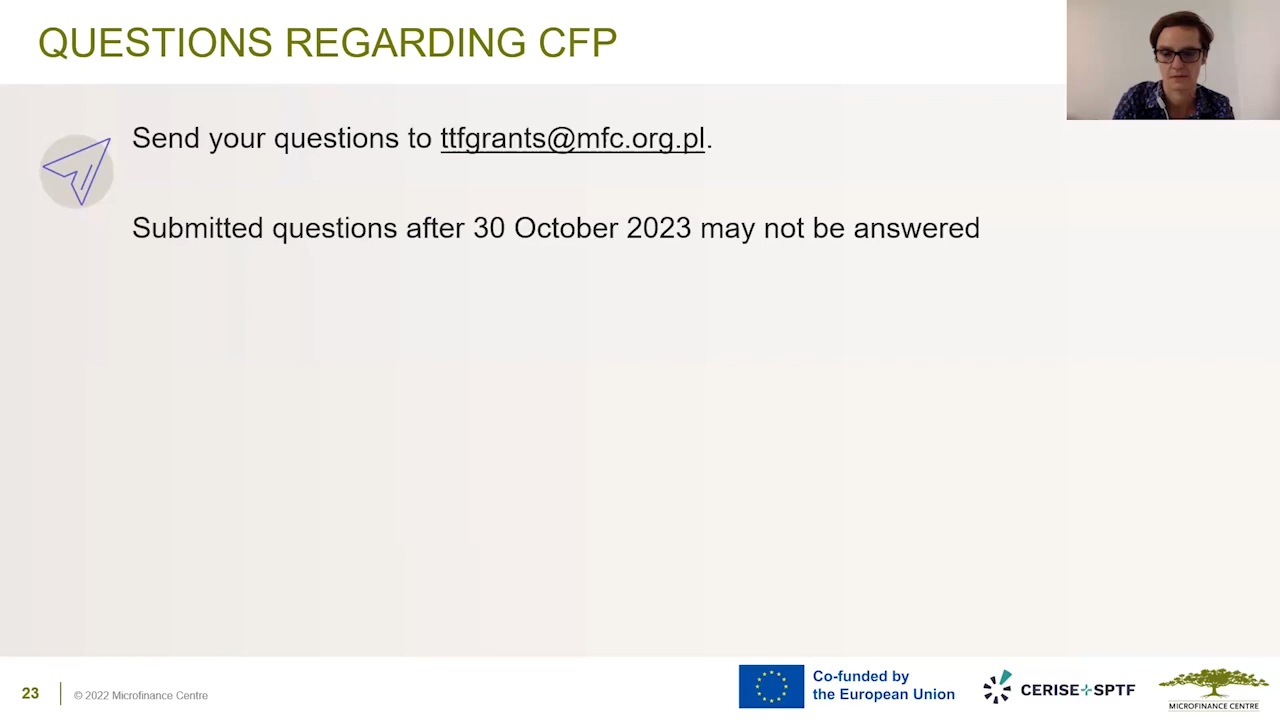 QUESTIONS REGARDING CFP
Send your questions to ttfgrants@mfc.org.pl.
Submitted questions after 30 October 2023 may not be answered
23
© 2022 Microfinance Centre
Co-funded by
the European Union
CERISE+SPTF
MICROFINANCE CENTRE